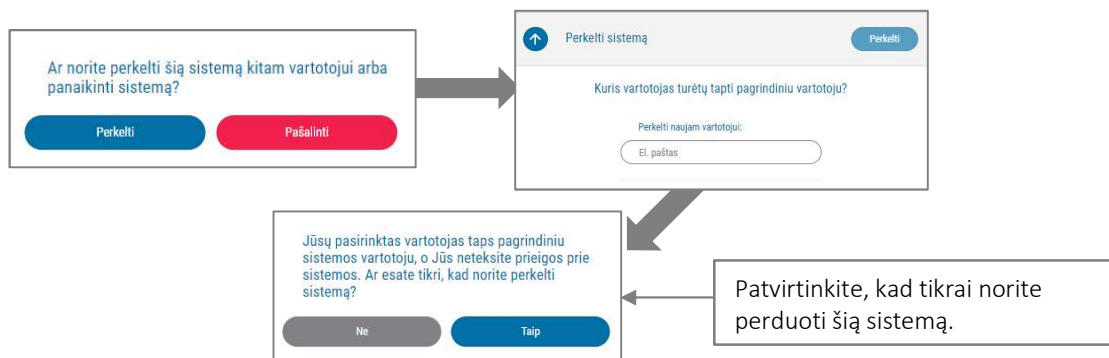 Ar norite perkelti šią sistemą kitam vartotojui arba
panaikinti sistemą?
Perkelti
Pašalinti
Perkelti sistemą
Perkelti
Kuris vartotojas turėtų tapti pagrindiniu vartotoju?
Perkelti naujam vartotojui:
El. paštas
Jūsų pasirinktas vartotojas taps pagrindiniu
sistemos vartotoju, o Jūs neteksite prieigos prie
sistemos. Ar esate tikri, kad norite perkelti
sistemą?
Ne
Taip
Patvirtinkite, kad tikrai norite
perduoti šią sistemą.